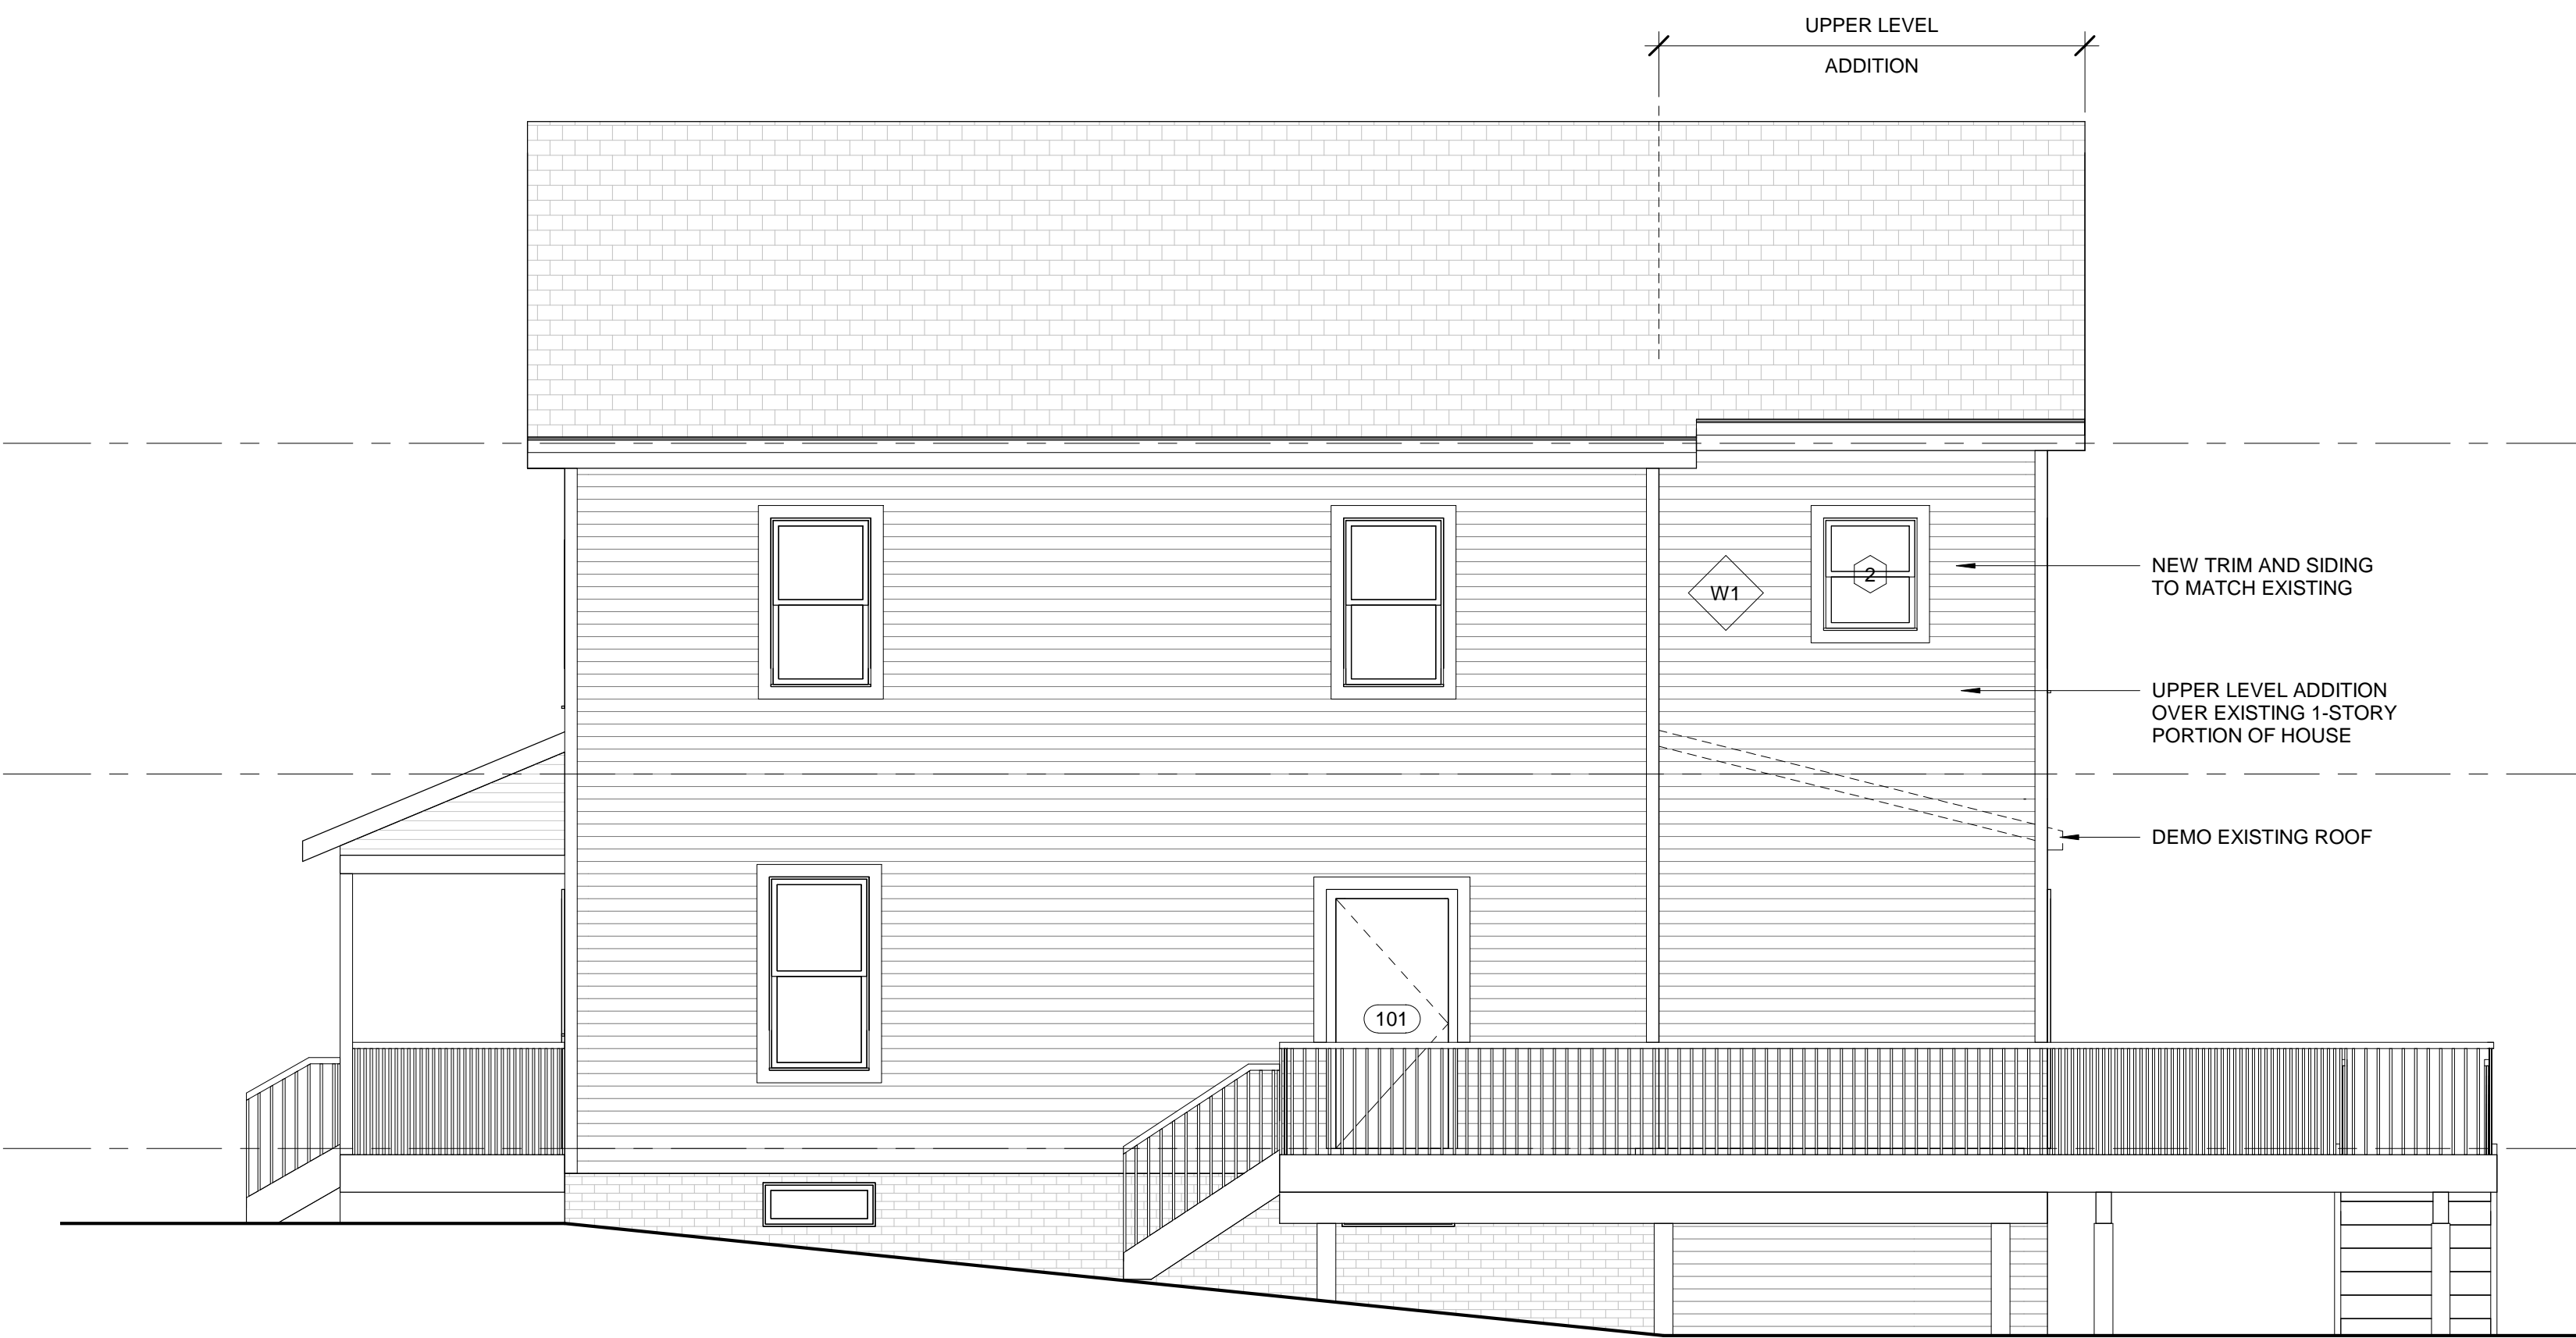 UPPER LEVEL
ADDITION
W1
2
NEW TRIM AND SIDING
TO MATCH EXISTING
UPPER LEVEL ADDITION
OVER EXISTING 1-STORY
PORTION OF HOUSE
DEMO EXISTING ROOF
101